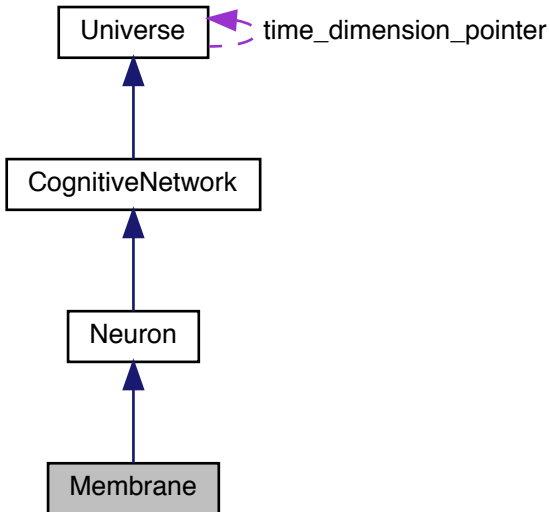 Universe
time_dimension_pointer
CognitiveNetwork
Neuron
Membrane